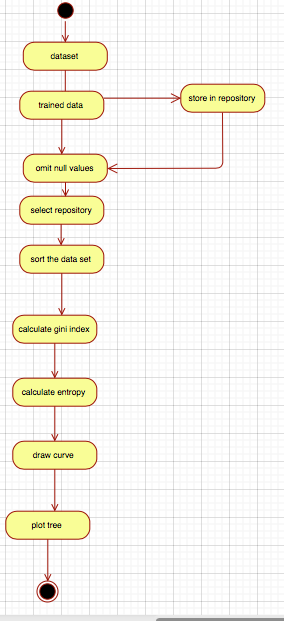 dataset
trained data
store in repository
omit null values
select repository
sort the data set
calculate gini index
calculate entropy
draw curve
plot tree